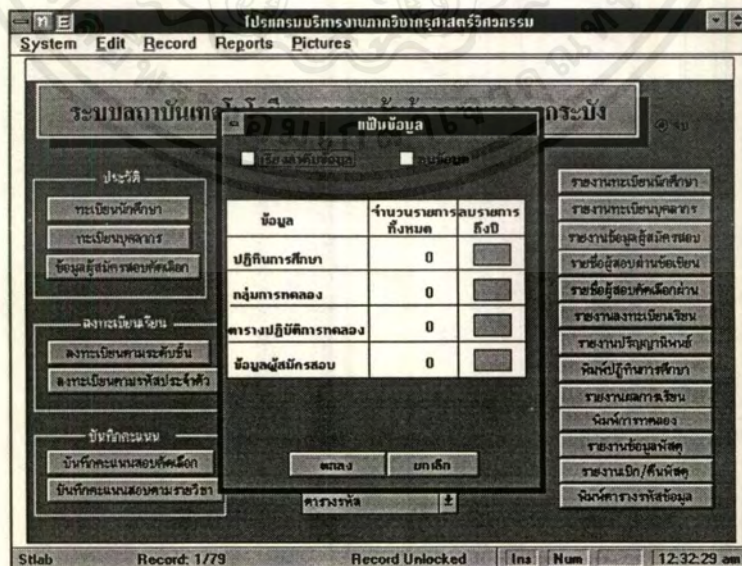 โปรแกรมบริหารงานภาควิชาครุศาสตร์วิศวกรรม
System Edit Record Reports Pictures
ระบบสถาบันเทคโนโลยี
กระบัง
จบ
แฟ้มข้อมูล
เรียงลำดับข้อมูล
ข้อมูล จำนวนรายการทั้งหมด ลบรายการถึงปี
ปฏิทินการศึกษา 0
กลุ่มการทดลอง 0
ตารางปฏิบัติการทดลอง 0
ข้อมูลผู้สมัครสอบ 0
ตกลง ยกเลิก
ประวัติ
ทะเบียนนักศึกษา
ทะเบียนบุคลากร
ข้อมูลผู้สมัครสอบคัดเลือก
ลงทะเบียนเรียน
ลงทะเบียนตามระดับชั้น
ลงทะเบียนตามรหัสประจำตัว
บันทึกคะแนน
บันทึกคะแนนสอบคัดเลือก
บันทึกคะแนนสอบตามรายวิชา
ตารางรหัส
รายงานทะเบียนนักศึกษา
รายงานทะเบียนบุคลากร
รายงานข้อมูลผู้สมัครสอบ
รายชื่อผู้สอบผ่านข้อเขียน
รายชื่อผู้สอบคัดเลือกผ่าน
รายงานลงทะเบียนเรียน
รายงานปริญญานิพนธ์
พิมพ์ปฏิทินการศึกษา
รายงานผลการเรียน
พิมพ์การทดลอง
รายงานข้อมูลพัสดุ
รายงานเบิก/คืนพัสดุ
พิมพ์ตารางรหัสข้อมูล
Stlab Record: 1/79 Record Unlocked Ins Num 12:32:29 am